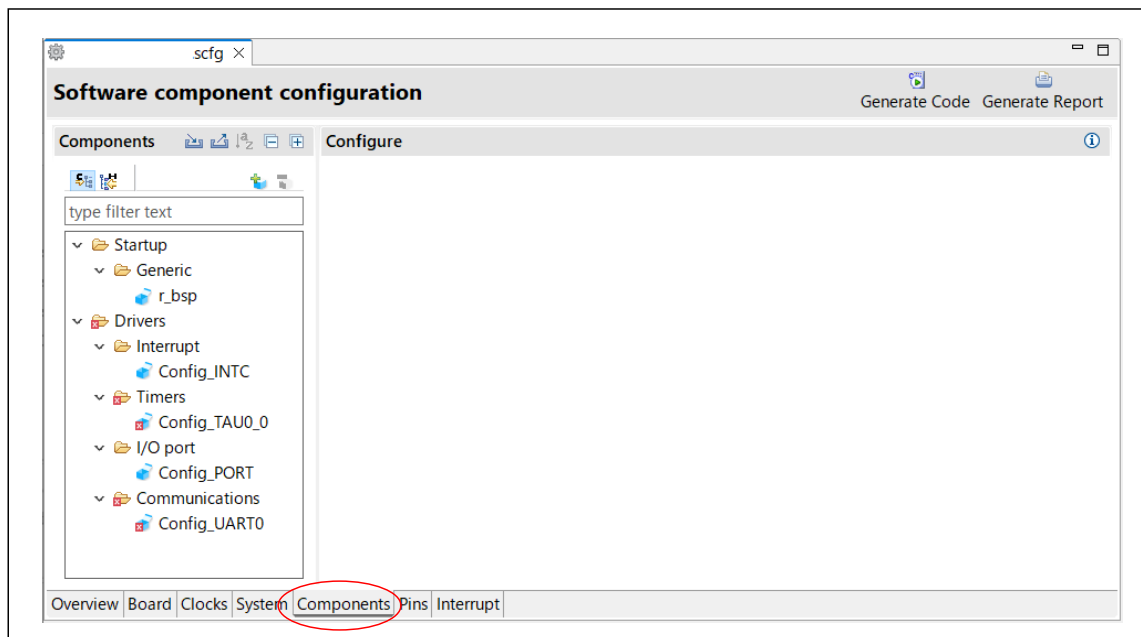 .scfg
Software component configuration
Generate Code Generate Report
Components
Configure
type filter text
Startup
Generic
r_bsp
Drivers
Interrupt
Config_INTC
Timers
Config_TAU0_0
I/O port
Config_PORT
Communications
Config_UART0
Overview Board Clocks System Components Pins Interrupt